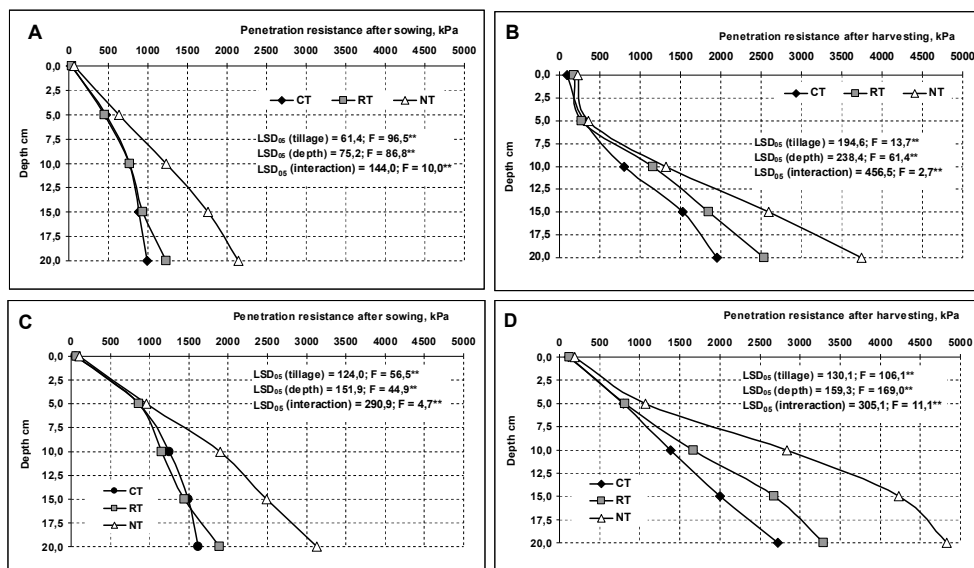 A
Penetration resistance after sowing, kPa
0 500 1000 1500 2000 2500 3000 3500 4000 4500 5000
0,0
2,5
5,0
7,5
10,0
12,5
15,0
17,5
20,0
Depth cm
CT RT NT
LSD05 (tillage) = 61,4; F = 96,5**
LSD05 (depth) = 75,2; F = 86,8**
LSD05 (interaction) = 144,0; F = 10,0**
B
Penetration resistance after harvesting, kPa
0 500 1000 1500 2000 2500 3000 3500 4000 4500 5000
0,0
2,5
5,0
7,5
10,0
12,5
15,0
17,5
20,0
Depth cm
CT RT NT
LSD05 (tillage) = 194,6; F = 13,7**
LSD05 (depth) = 238,4; F = 61,4**
LSD05 (interaction) = 456,5; F = 2,7**
C
Penetration resistance after sowing, kPa
0 500 1000 1500 2000 2500 3000 3500 4000 4500 5000
0,0
2,5
5,0
7,5
10,0
12,5
15,0
17,5
20,0
Depth cm
LSD05 (tillage) = 124,0; F = 56,5**
LSD05 (depth) = 151,9; F = 44,9**
LSD05 (interaction) = 290,9; F = 4,7**
CT
RT
NT
D
Penetration resistance after harvesting, kPa
0 500 1000 1500 2000 2500 3000 3500 4000 4500 5000
0,0
2,5
5,0
7,5
10,0
12,5
15,0
17,5
20,0
Depth cm
LSD05 (tillage) = 130,1; F = 106,1**
LSD05 (depth) = 159,3; F = 169,0**
LSD05 (intreraction) = 305,1; F = 11,1**
CT
RT
NT